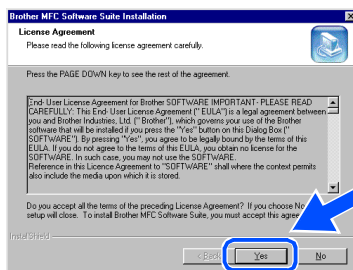 Brother MFC Software Suite Installation
License Agreement
Please read the following license agreement carefully.
Press the PAGE DOWN key to see the rest of the agreement.
End- User License Agreement for Brother SOFTWARE IMPORTANT- PLEASE READ
CAREFULLY: This End- User License Agreement (" EULA") is a legal agreement between
you and Brother Industries, Ltd. (" Brother"), which governs your use of the Brother
software that will be installed if you press the "Yes" button on this Dialog Box ("
SOFTWARE"). By pressing "Yes", you agree to be legally bound by the terms of this
EULA. If you do not agree to the terms of this EULA, you obtain no license for the
SOFTWARE. In such case, you may not use the SOFTWARE.
Reference in this Licence Agreement to "SOFTWARE" shall where the context permits
also include the media upon which it is stored.
Do you accept all the terms of the preceding License Agreement? If you choose No
setup will close. To install Brother MFC Software Suite, you must accept this
InstallShield
< Back
Yes
No